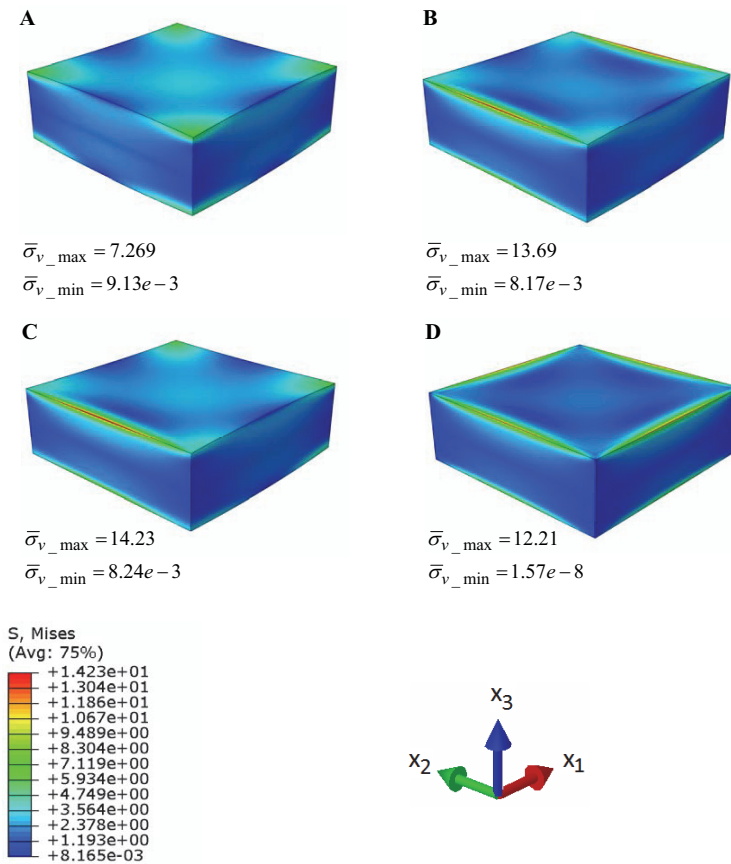 A
σ̅v_max = 7.269
σ̅v_min = 9.13e−3
B
σ̅v_max = 13.69
σ̅v_min = 8.17e−3
C
σ̅v_max = 14.23
σ̅v_min = 8.24e−3
D
σ̅v_max = 12.21
σ̅v_min = 1.57e−8
S, Mises
(Avg: 75%)
+1.423e+01
+1.304e+01
+1.186e+01
+1.067e+01
+9.489e+00
+8.304e+00
+7.119e+00
+5.934e+00
+4.749e+00
+3.564e+00
+2.378e+00
+1.193e+00
+8.165e-03
x3
x2
x1